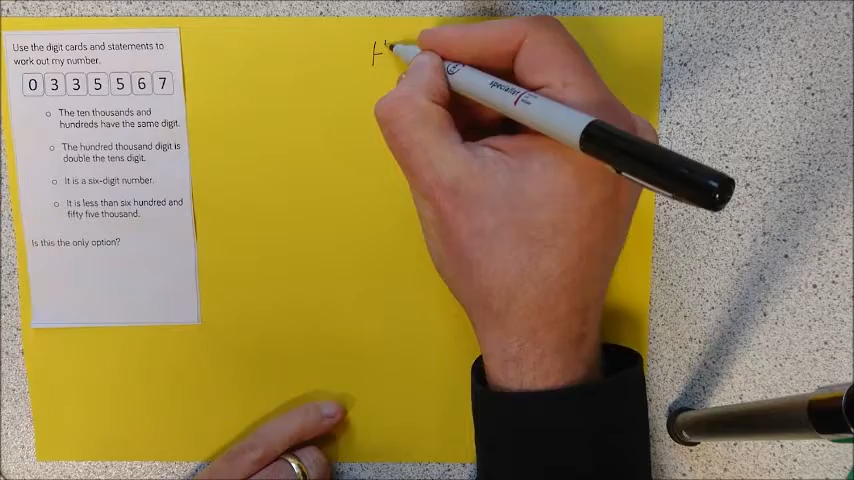 Use the digit cards and statements to
work out my number.
0 3 3 5 5 6 7
The ten thousands and
hundreds have the same digit.
The hundred thousand digit is
double the tens digit.
It is a six-digit number.
It is less than six hundred and
fifty five thousand.
Is this the only option?
specialist